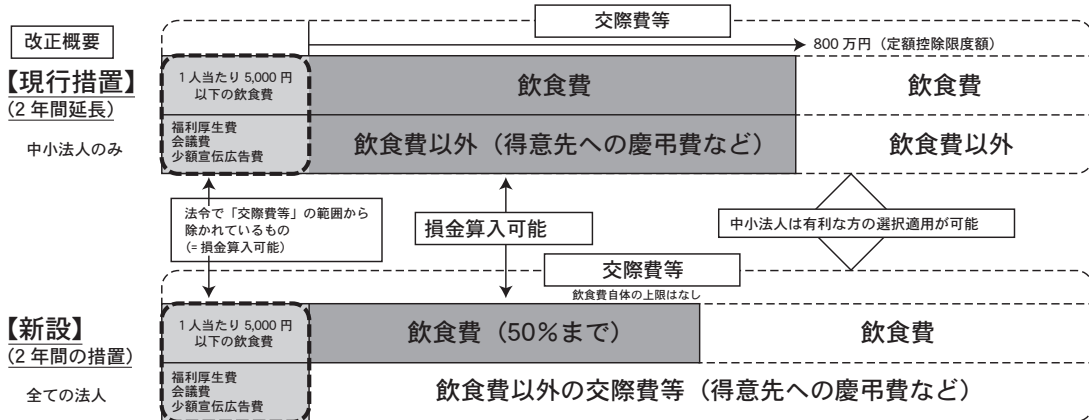 交際費等
改正概要
800 万円（定額控除限度額）
【現行措置】
（2 年間延長）
中小法人のみ
1 人当たり 5,000 円
以下の飲食費
飲食費
飲食費
福利厚生費
会議費
少額宣伝広告費
飲食費以外（得意先への慶弔費など）
飲食費以外
法令で「交際費等」の範囲から
除かれているもの
（= 損金算入可能）
損金算入可能
中小法人は有利な方の選択適用が可能
交際費等
飲食費自体の上限はなし
【新設】
（2 年間の措置）
全ての法人
1 人当たり 5,000 円
以下の飲食費
飲食費（50％まで）
飲食費
福利厚生費
会議費
少額宣伝広告費
飲食費以外の交際費等（得意先への慶弔費など）